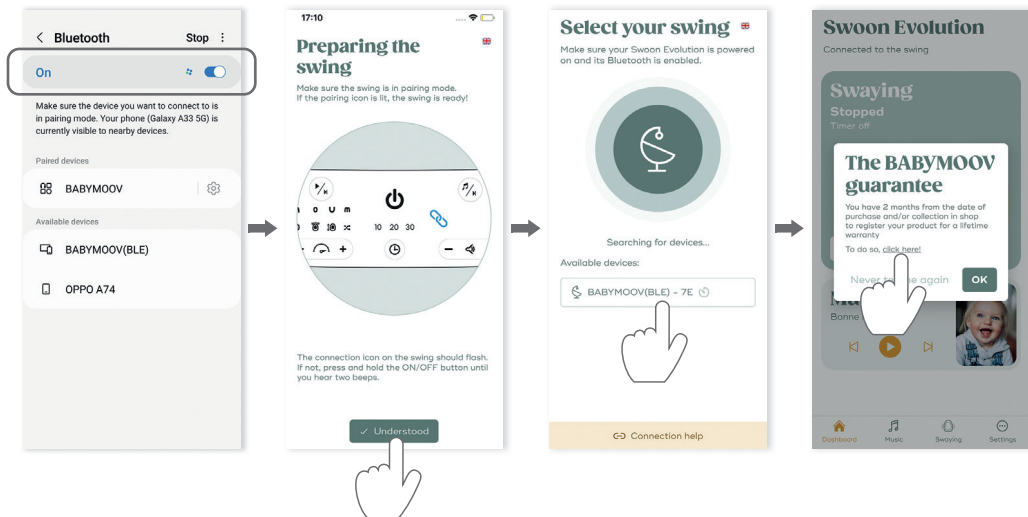 Bluetooth Stop
On
Make sure the device you want to connect to is
in pairing mode. Your phone (Galaxy A33 5G) is
currently visible to nearby devices.
Paired devices
BABYMOOV
Available devices
BABYMOOV(BLE)
OPPO A74
17:10
Preparing the
swing
Make sure the swing is in pairing mode.
If the pairing icon is lit, the swing is ready!
10 20 30
The connection icon on the swing should flash.
If not, press and hold the ON/OFF button until
you hear two beeps.
✓ Understood
Select your swing
Make sure your Swoon Evolution is powered
on and its Bluetooth is enabled.
Searching for devices...
Available devices:
BABYMOOV(BLE) - 7E
Connection help
Swoon Evolution
Connected to the swing
Swaying
Stopped
Timer off
The BABYMOOV
guarantee
You have 2 months from the date of
purchase and/or collection in shop
to register your product for a lifetime
warranty
To do so, click here!
Never again
OK
Bonne
Dashboard Music Swaying Settings